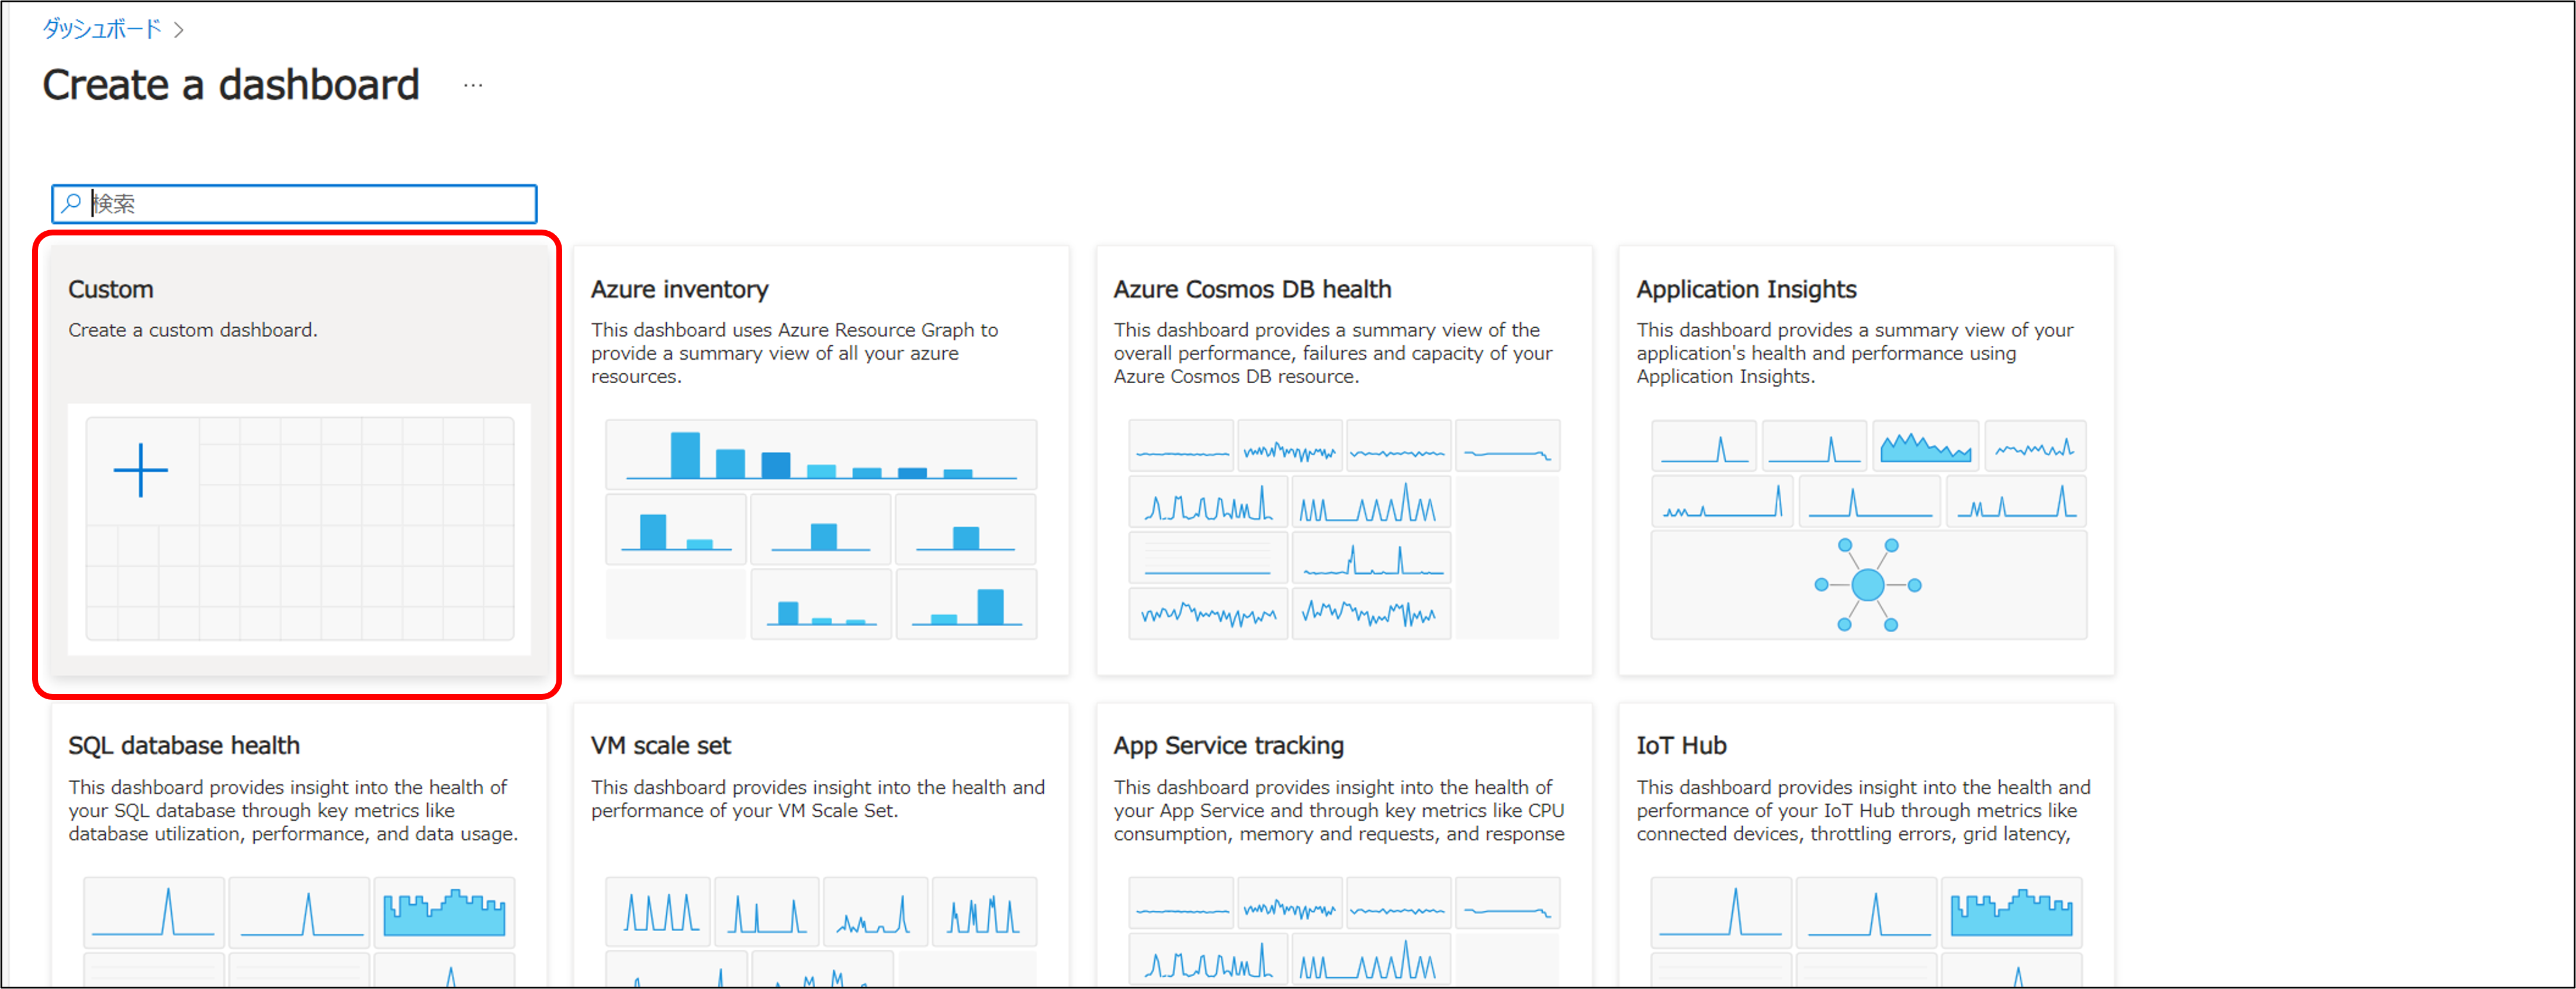 ダッシュボード >
Create a dashboard ...
検索
Custom
Create a custom dashboard.
Azure inventory
This dashboard uses Azure Resource Graph to
provide a summary view of all your azure
resources.
Azure Cosmos DB health
This dashboard provides a summary view of the
overall performance, failures and capacity of your
Azure Cosmos DB resource.
Application Insights
This dashboard provides a summary view of your
application's health and performance using
Application Insights.
SQL database health
This dashboard provides insight into the health of
your SQL database through key metrics like
database utilization, performance, and data usage.
VM scale set
This dashboard provides insight into the health and
performance of your VM Scale Set.
App Service tracking
This dashboard provides insight into the health of
your App Service and through key metrics like CPU
consumption, memory and requests, and response
IoT Hub
This dashboard provides insight into the health and
performance of your IoT Hub through metrics like
connected devices, throttling errors, grid latency,